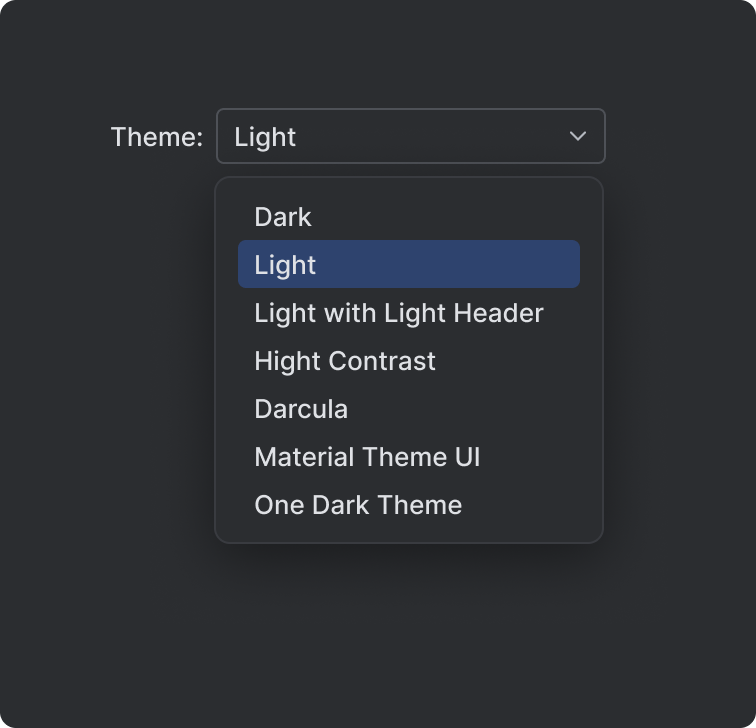 Theme: Light
Dark
Light
Light with Light Header
Hight Contrast
Darcula
Material Theme UI
One Dark Theme